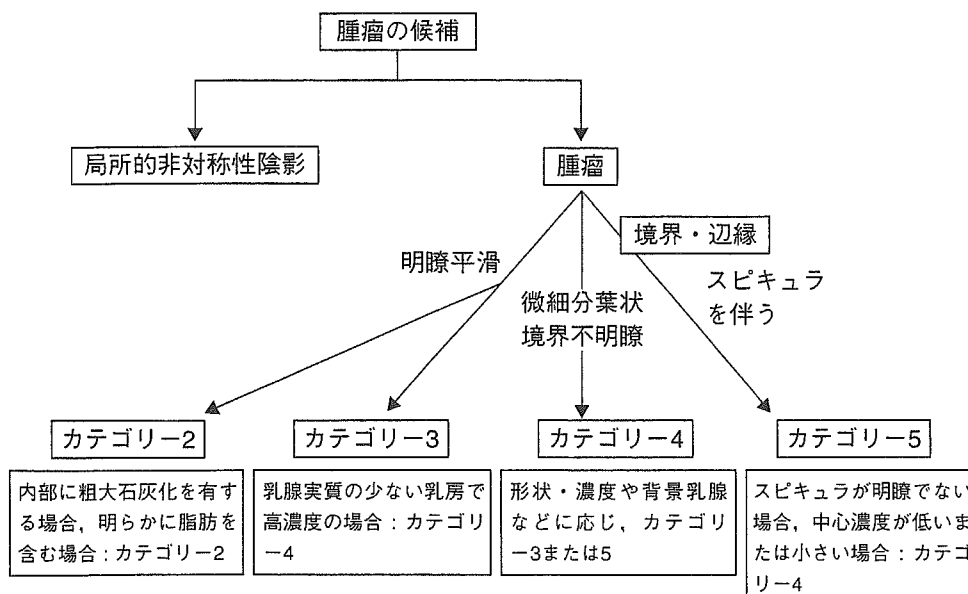 腫瘤の候補
局所的非対称性陰影
腫瘤
境界・辺縁
明瞭平滑
微細分葉状
境界不明瞭
スピキュラ
を伴う
カテゴリー2
カテゴリー3
カテゴリー4
カテゴリー5
内部に粗大石灰化を有す
る場合，明らかに脂肪を
含む場合：カテゴリー2
乳腺実質の少ない乳房で
高濃度の場合：カテゴリ
ー4
形状・濃度や背景乳腺
などに応じ，カテゴリ
ー3または5
スピキュラが明瞭でない
場合，中心濃度が低いま
たは小さい場合：カテゴ
リー4